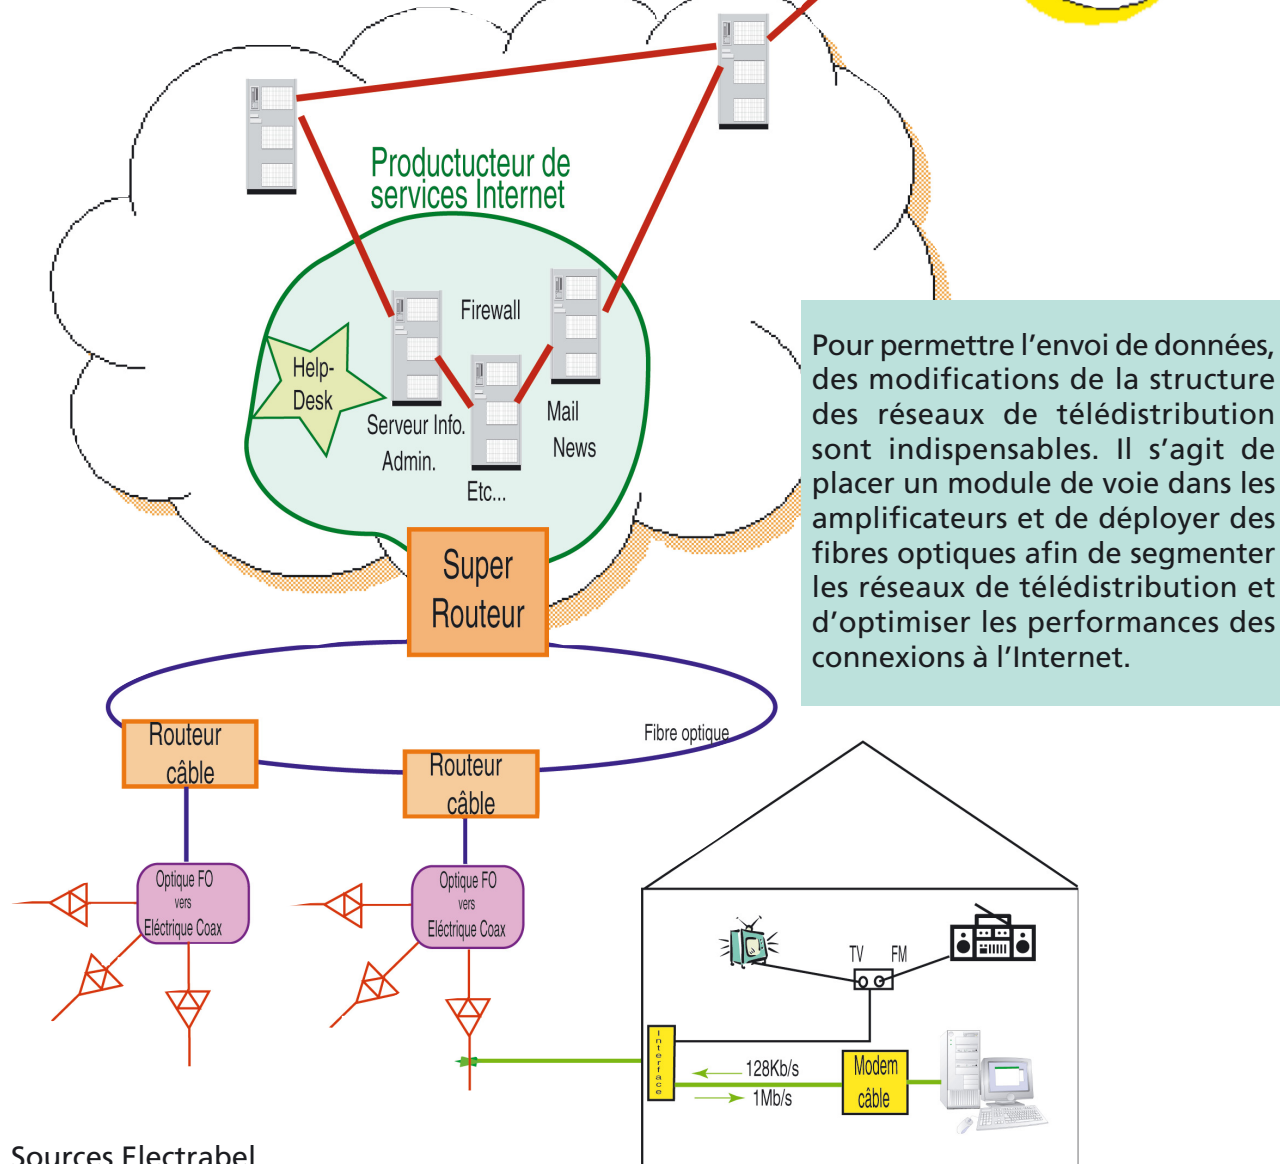 Productucteur de
services Internet
Firewall
Help-
Desk
Serveur Info.
Admin.
Mail
News
Etc...
Pour permettre l’envoi de données,
des modifications de la structure
des réseaux de télédistribution
sont indispensables. Il s’agit de
placer un module de voie dans les
amplificateurs et de déployer des
fibres optiques afin de segmenter
les réseaux de télédistribution et
d’optimiser les performances des
connexions à l’Internet.
Super
Routeur
Fibre optique
Routeur
câble
Routeur
câble
Optique FO
vers
Eléctrique Coax
Optique FO
vers
Eléctrique Coax
TV
FM
Interface
128Kb/s
1Mb/s
Modem
câble
Sources Electrabel